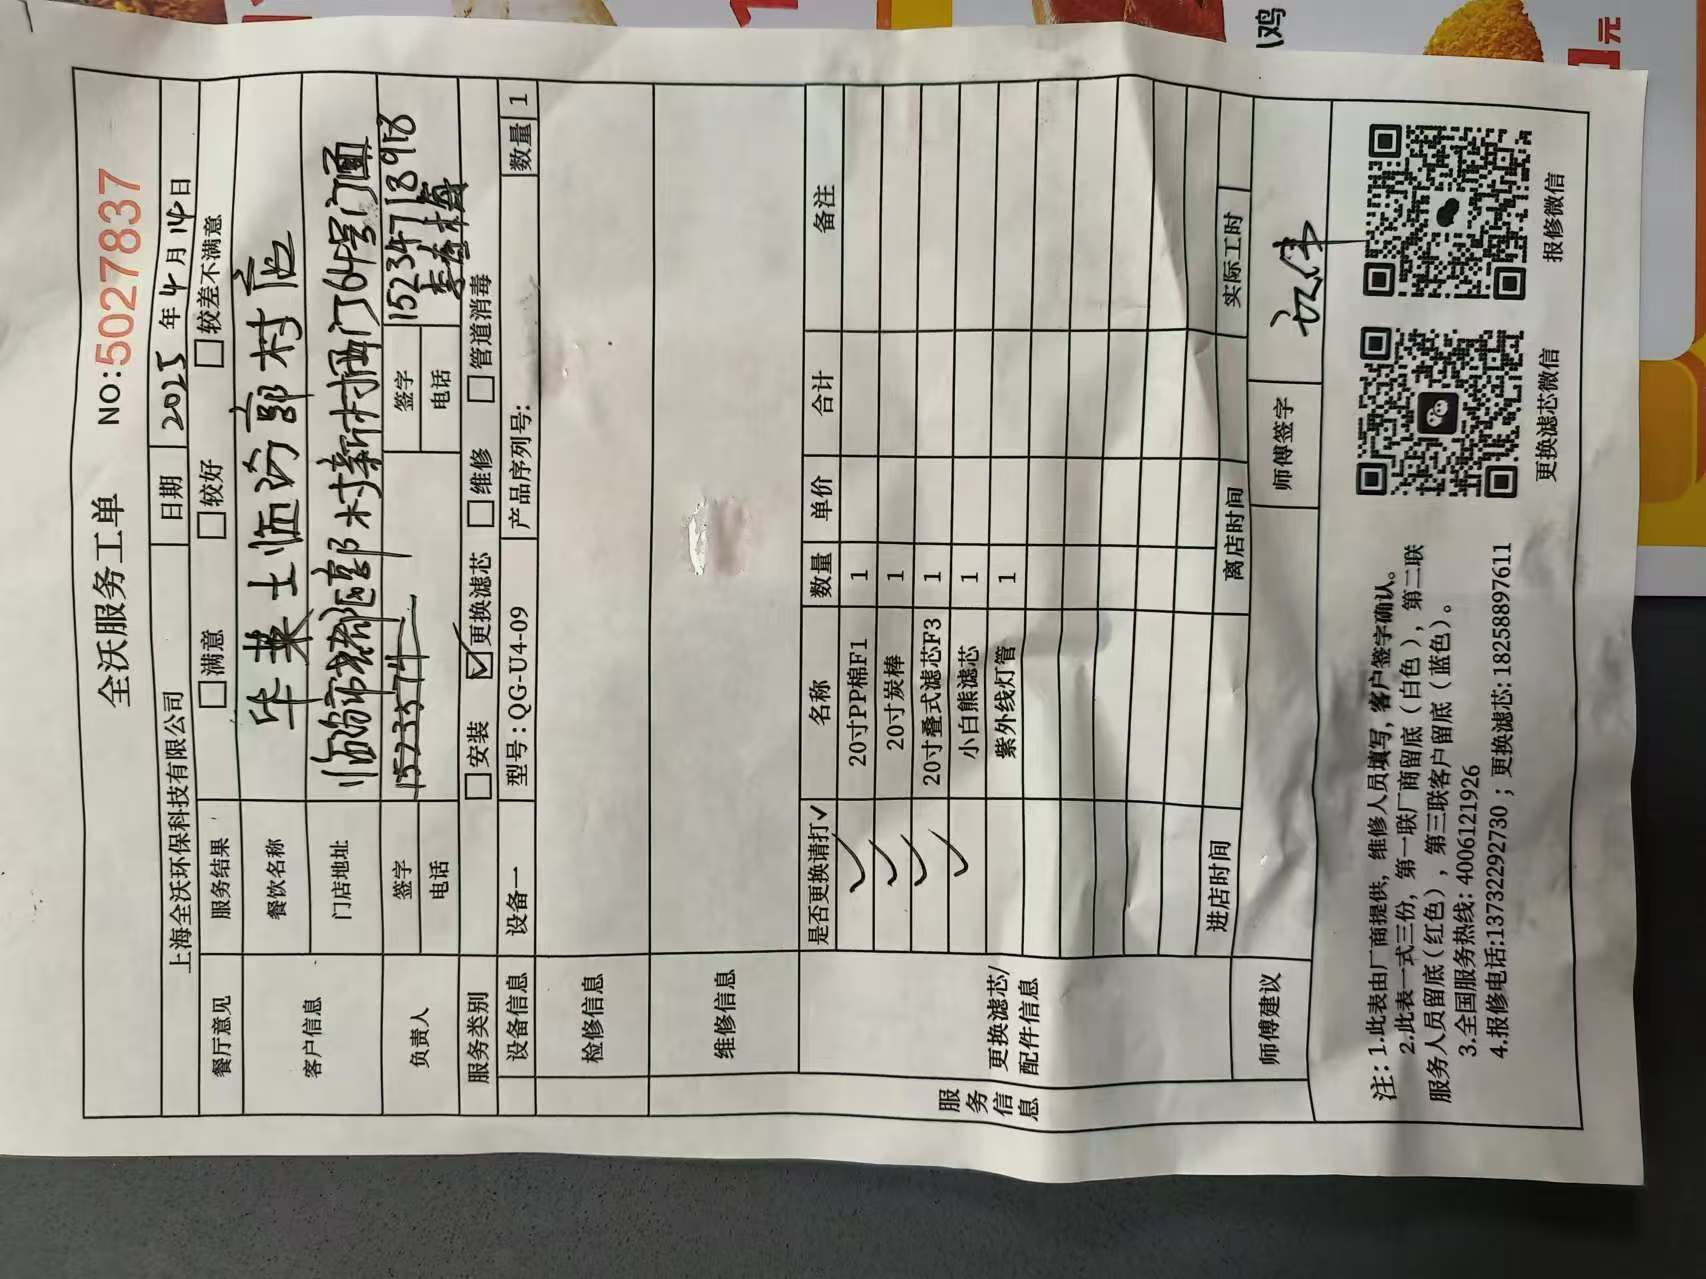 全沃服务工单 NO:5027837
上海全沃环保科技有限公司 日期 2025 年 4 月 14 日
餐厅意见 服务结果 □满意 □较好 □较差不满意
客户信息 餐饮名称 华莱士临汾郭村店
门店地址 临汾市尧都区郭村新村西门64号门面
负责人 签字 1523574 签字 15234718918
电话 电话
服务类别 □安装 ☑更换滤芯 □维修 □管道消毒
设备信息 设备一 型号:QG-U4-09 产品序列号: 数量 1
检修信息
维修信息
服务信息
更换滤芯/配件信息
是否更换请打✓ 名称 数量 单价 合计 备注
✓ 20寸PP棉F1 1
✓ 20寸炭棒 1
✓ 20寸叠式滤芯F3 1
✓ 小白熊滤芯 1
紫外线灯管 1
进店时间 离店时间 实际工时
师傅建议 师傅签字
注: 1.此表由厂商提供, 维修人员填写, 客户签字确认。
2.此表一式三份, 第一联厂商留底(白色), 第二联
服务人员留底(红色), 第三联客户留底(蓝色)。
3.全国服务热线: 4006121926
4.报修电话:13732292730 ; 更换滤芯: 18258897611
更换滤芯微信 报修微信
鸡
1元